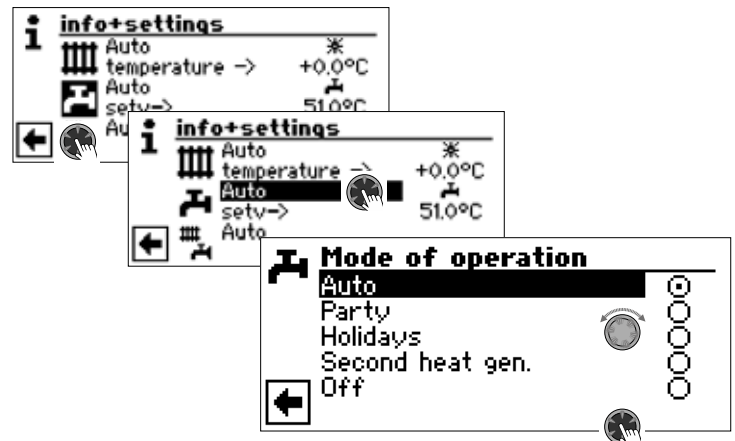 info+settings
Auto
temperature -> +0.0°C
Auto
setv-> 51.0°C
Au
info+settings
Auto
temperature -> +0.0°C
Auto
setv-> 51.0°C
Auto
Mode of operation
Auto
Party
Holidays
Second heat gen.
Off